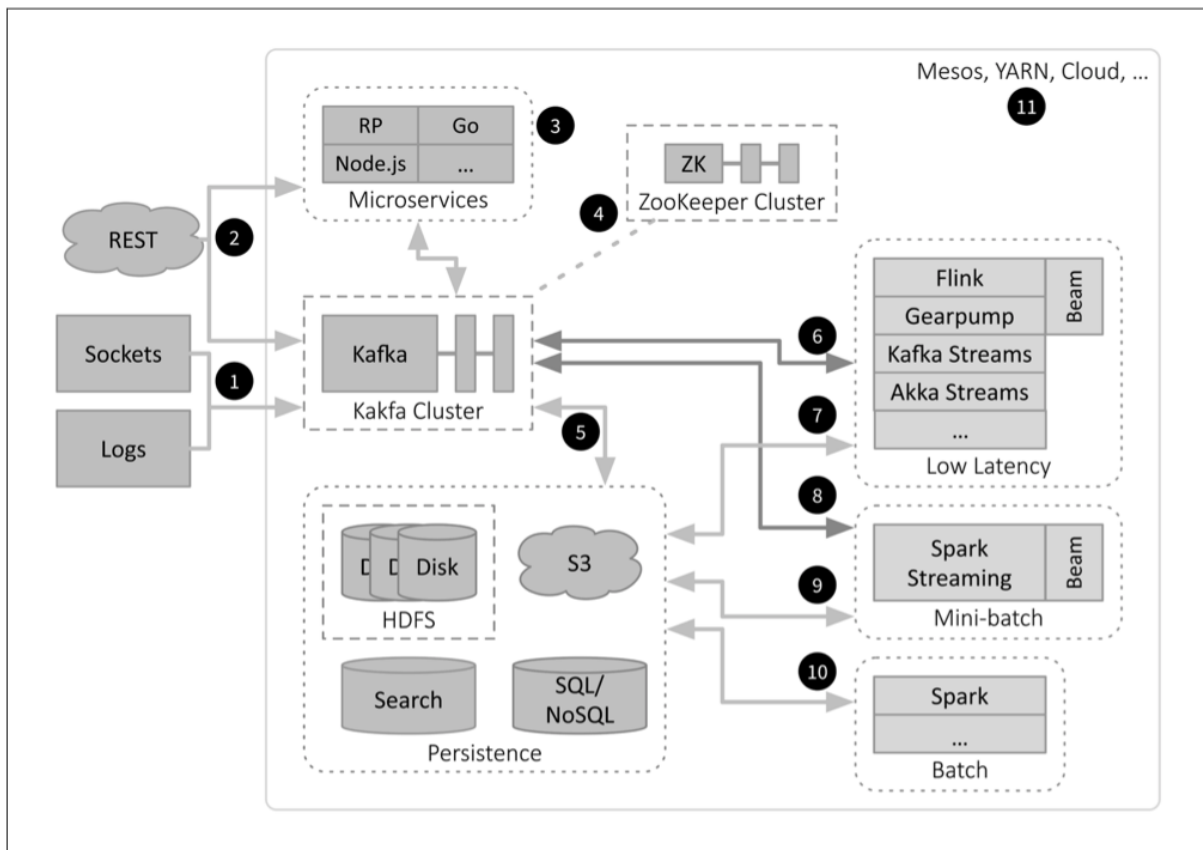 Mesos, YARN, Cloud, ...
11
RP
Go
Node.js
...
Microservices
3
ZK
ZooKeeper Cluster
4
REST
2
Sockets
Logs
1
Kafka
Kakfa Cluster
5
Flink
Gearpump
Beam
Kafka Streams
Akka Streams
...
Low Latency
6
7
8
Spark
Streaming
Beam
Mini-batch
9
D
D
Disk
HDFS
S3
Search
SQL/
NoSQL
Persistence
10
Spark
...
Batch